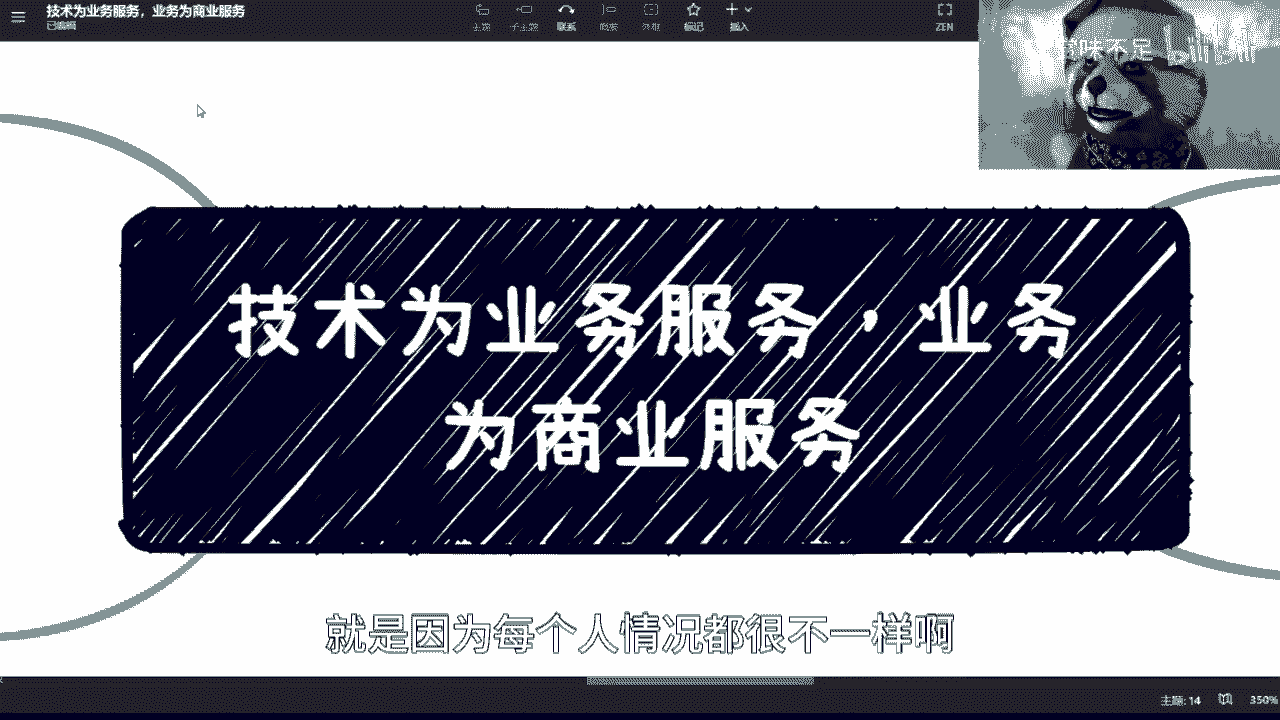 技术为业务服务，业务为商业服务
已编辑
主题
子主题
联系
概要
外框
标记
插入
ZEN
味不足 bilibili
技术为业务服务，业务
为商业服务
就是因为每个人情况都很不一样啊
主题: 14
350%